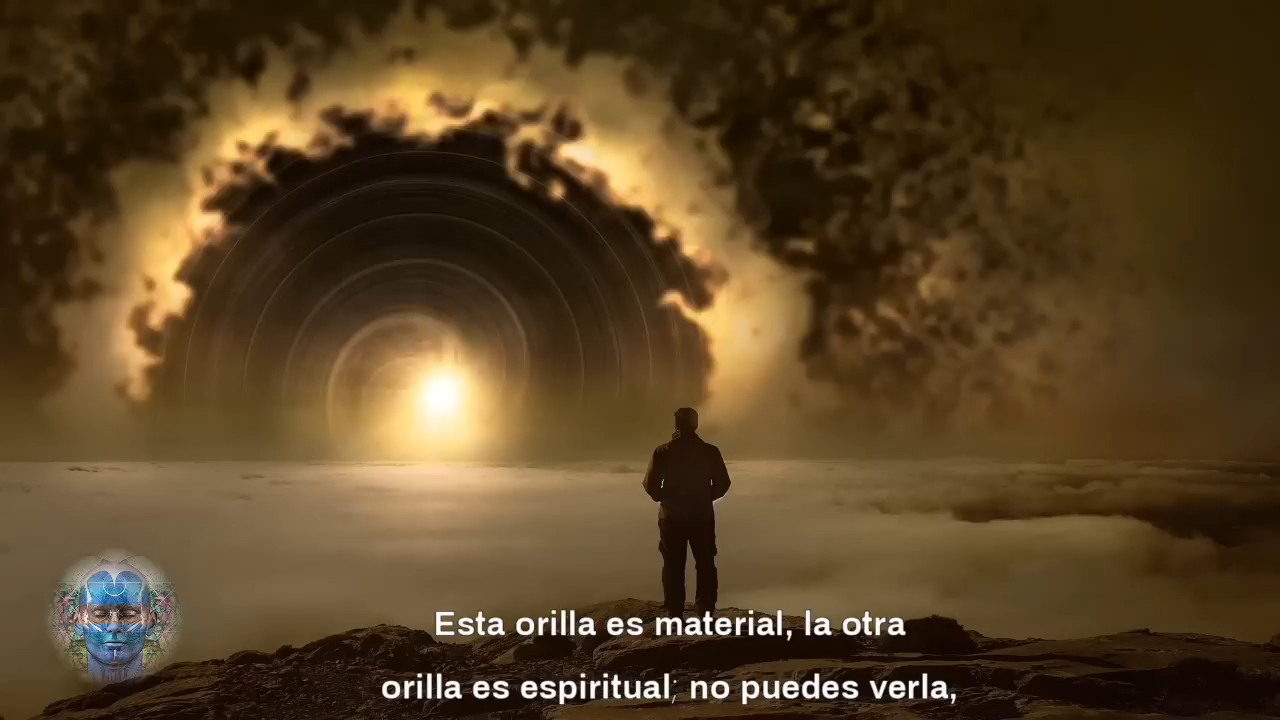 Esta orilla es material, la otra
orilla es espiritual; no puedes verla,